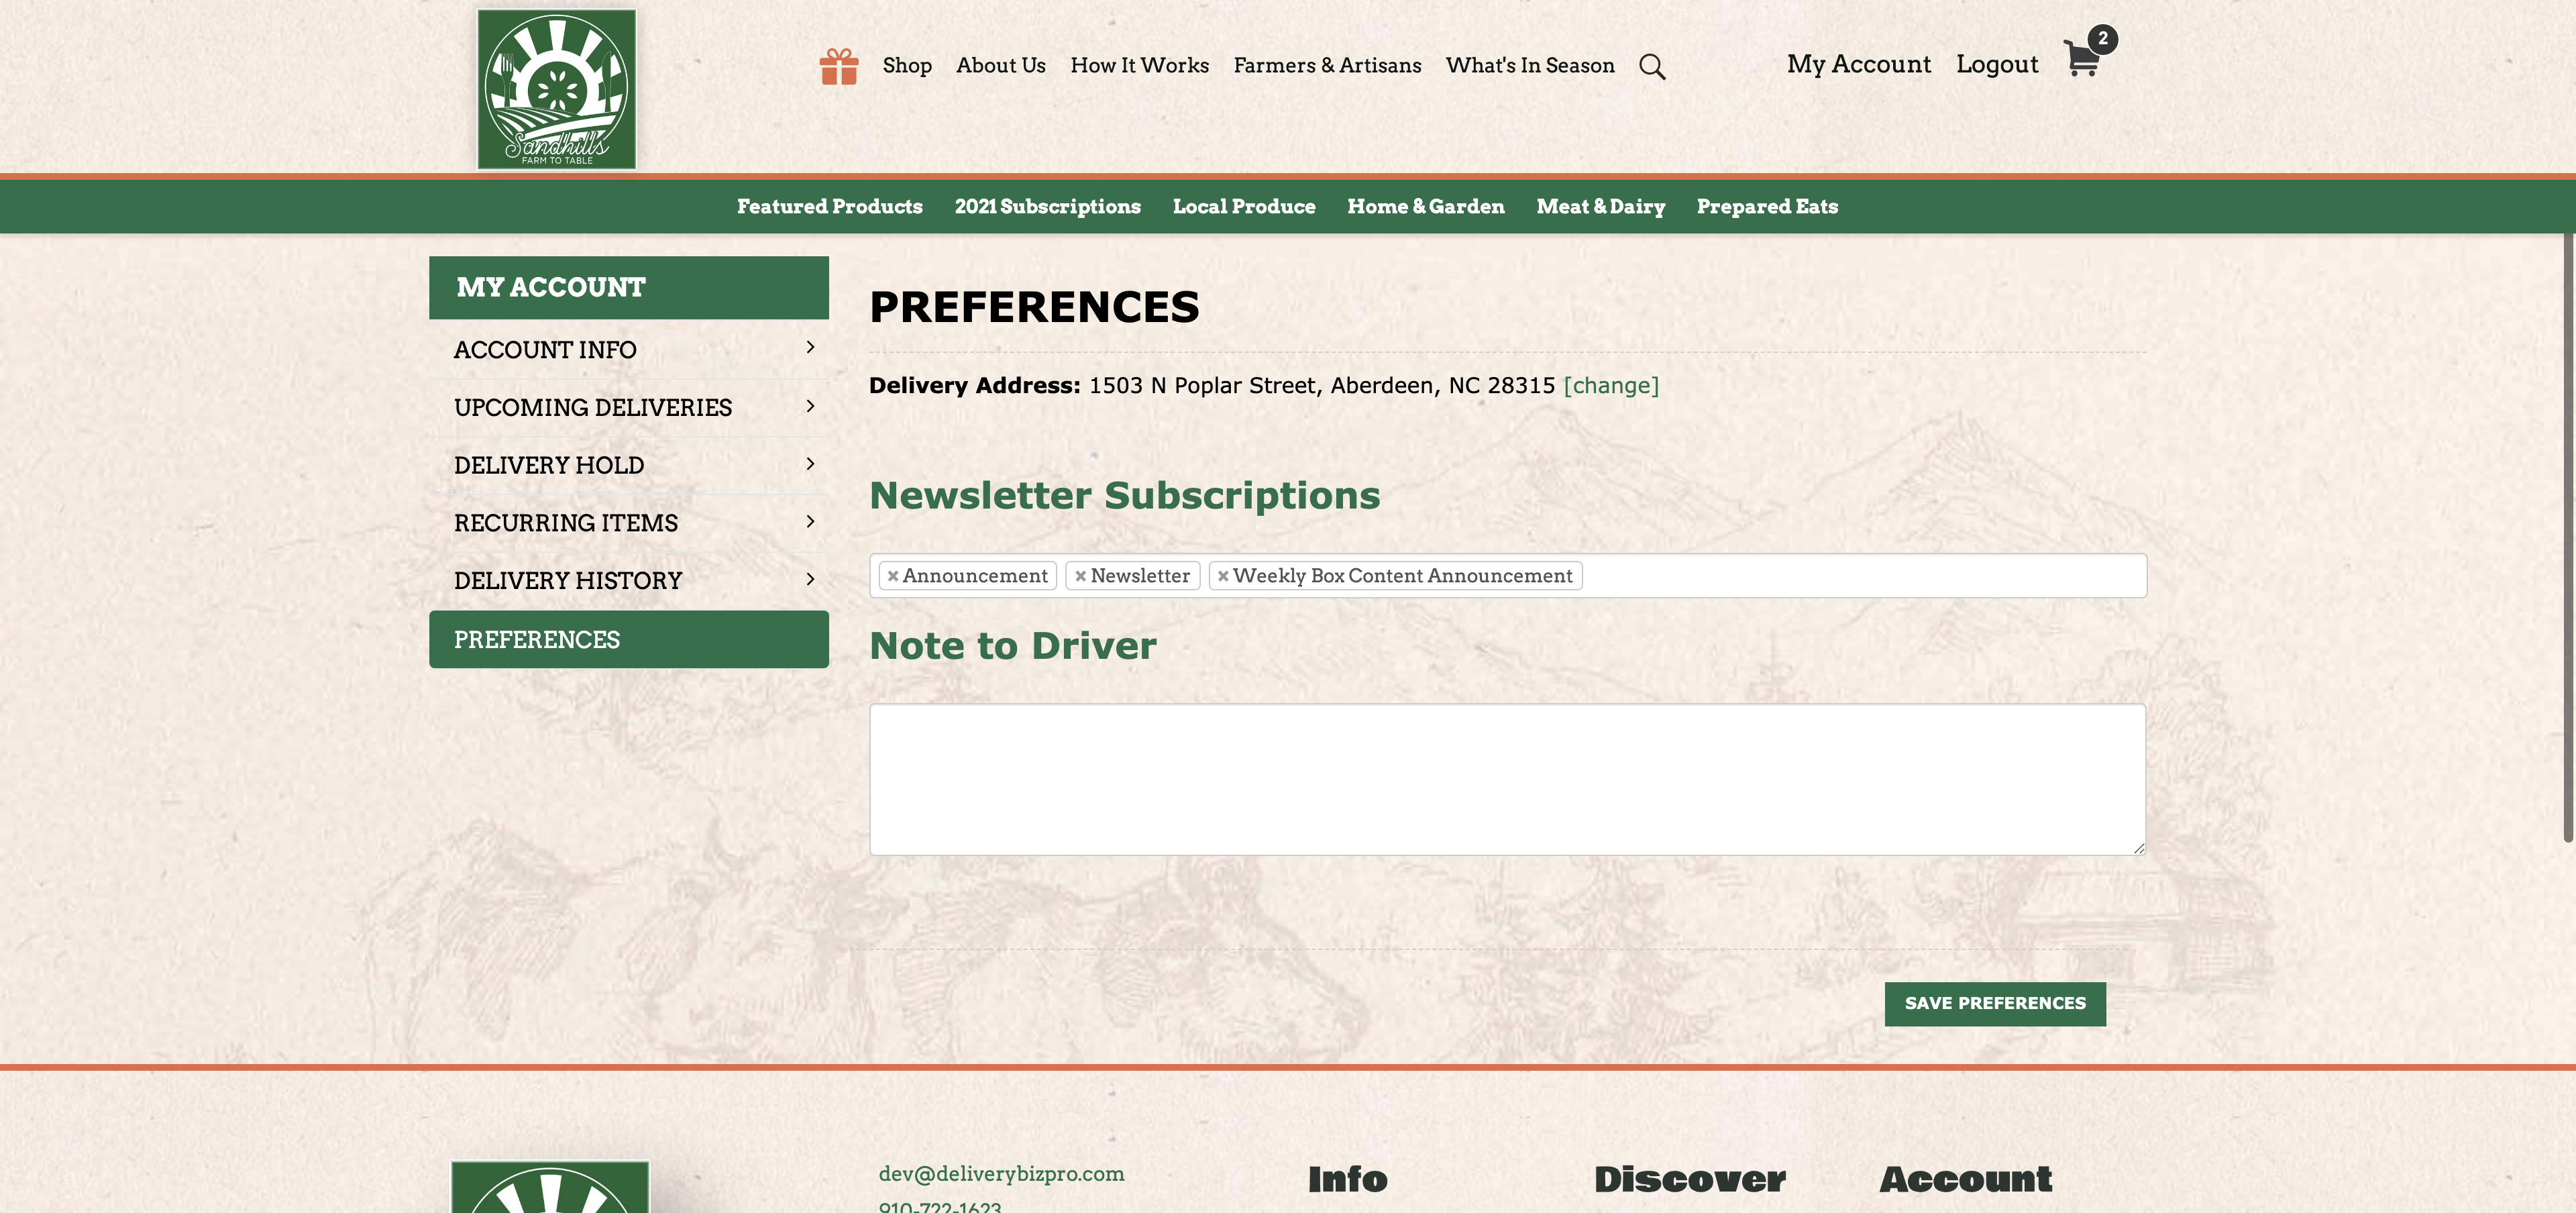 Sandhills
FARM TO TABLE
Shop
About Us
How It Works
Farmers & Artisans
What's In Season
My Account
Logout
2
Featured Products
2021 Subscriptions
Local Produce
Home & Garden
Meat & Dairy
Prepared Eats
MY ACCOUNT
ACCOUNT INFO
UPCOMING DELIVERIES
DELIVERY HOLD
RECURRING ITEMS
DELIVERY HISTORY
PREFERENCES
PREFERENCES
Delivery Address: 1503 N Poplar Street, Aberdeen, NC 28315 [change]
Newsletter Subscriptions
× Announcement × Newsletter × Weekly Box Content Announcement
Note to Driver
SAVE PREFERENCES
dev@deliverybizpro.com
910-722-1623
Info
Discover
Account